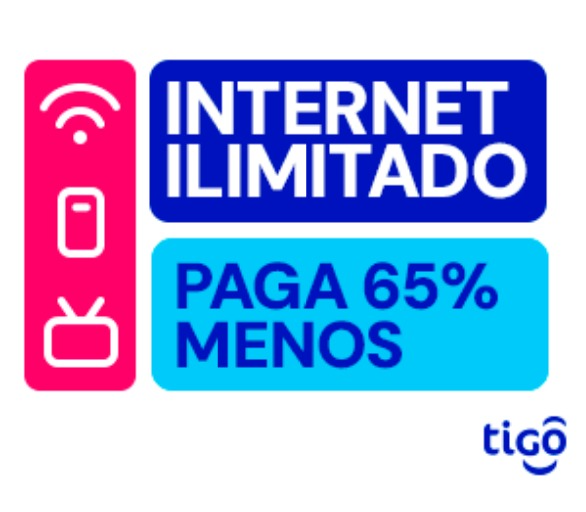 INTERNET
ILIMITADO
PAGA 65%
MENOS
tigo